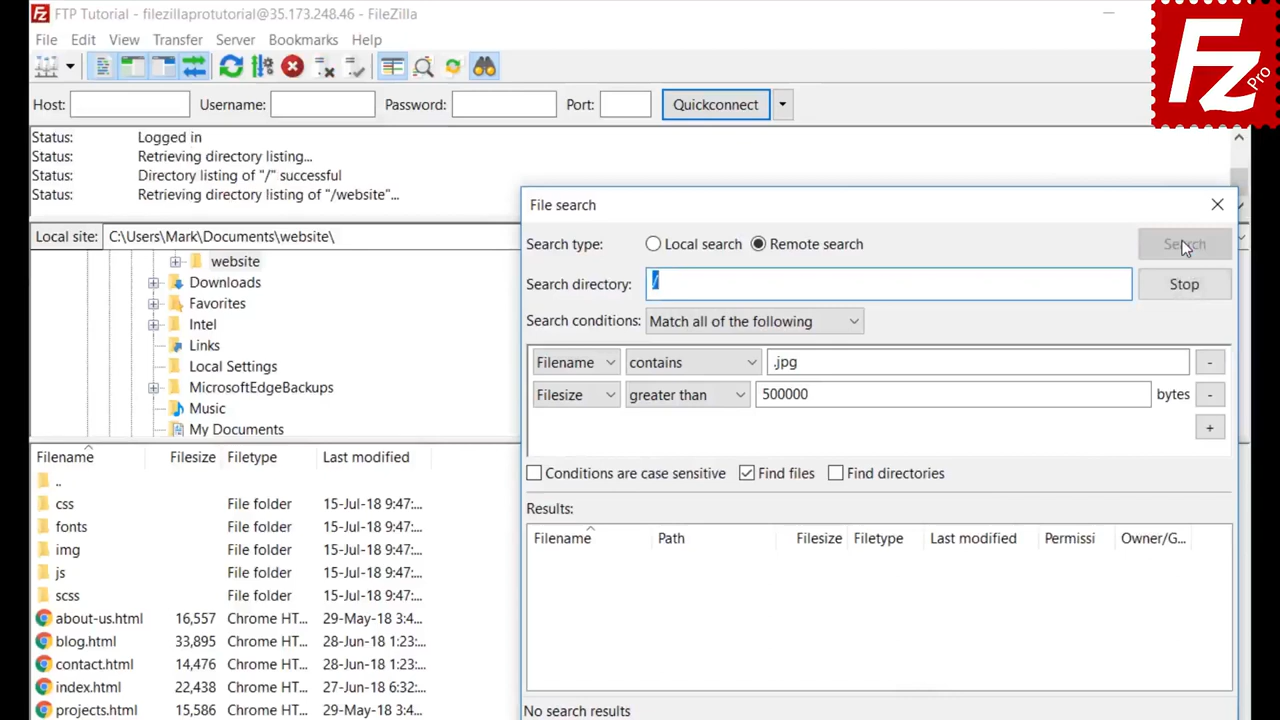 FTP Tutorial - filezillaprotutorial@35.173.248.46 - FileZilla
Fz Pro
File Edit View Transfer Server Bookmarks Help
Host: Username: Password: Port: Quickconnect
Status: Logged in
Status: Retrieving directory listing...
Status: Directory listing of "/" successful
Status: Retrieving directory listing of "/website"...
Local site: C:\Users\Mark\Documents\website\
website
Downloads
Favorites
Intel
Links
Local Settings
MicrosoftEdgeBackups
Music
My Documents
Filename Filesize Filetype Last modified
..
css File folder 15-Jul-18 9:47:...
fonts File folder 15-Jul-18 9:47:...
img File folder 15-Jul-18 9:47:...
js File folder 15-Jul-18 9:47:...
scss File folder 15-Jul-18 9:47:...
about-us.html 16,557 Chrome HT... 29-May-18 3:4...
blog.html 33,895 Chrome HT... 28-Jun-18 1:23:...
contact.html 14,476 Chrome HT... 28-Jun-18 1:23:...
index.html 22,438 Chrome HT... 27-Jun-18 6:32:...
projects.html 15,586 Chrome HT... 29-May-18 3:4...
File search
Search type: Local search Remote search Search
Search directory: / Stop
Search conditions: Match all of the following
Filename contains .jpg -
Filesize greater than 500000 bytes -
+
Conditions are case sensitive Find files Find directories
Results:
Filename Path Filesize Filetype Last modified Permissi Owner/G...
No search results